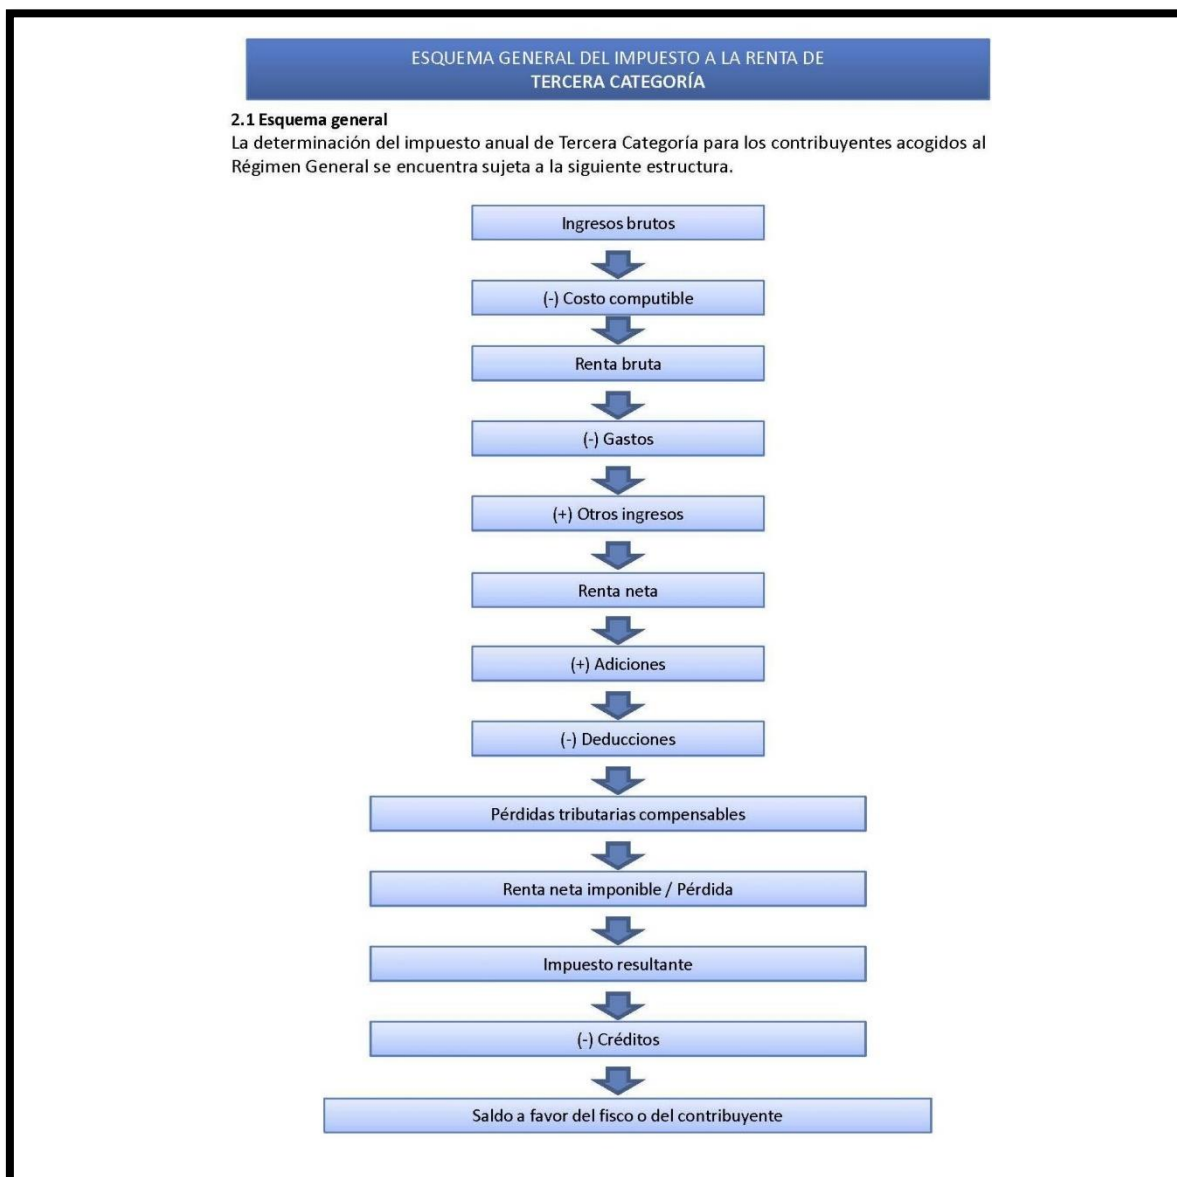 ESQUEMA GENERAL DEL IMPUESTO A LA RENTA DE
TERCERA CATEGORÍA
2.1 Esquema general
La determinación del impuesto anual de Tercera Categoría para los contribuyentes acogidos al
Régimen General se encuentra sujeta a la siguiente estructura.
Ingresos brutos
(-) Costo computible
Renta bruta
(-) Gastos
(+) Otros ingresos
Renta neta
(+) Adiciones
(-) Deducciones
Pérdidas tributarias compensables
Renta neta imponible / Pérdida
Impuesto resultante
(-) Créditos
Saldo a favor del fisco o del contribuyente